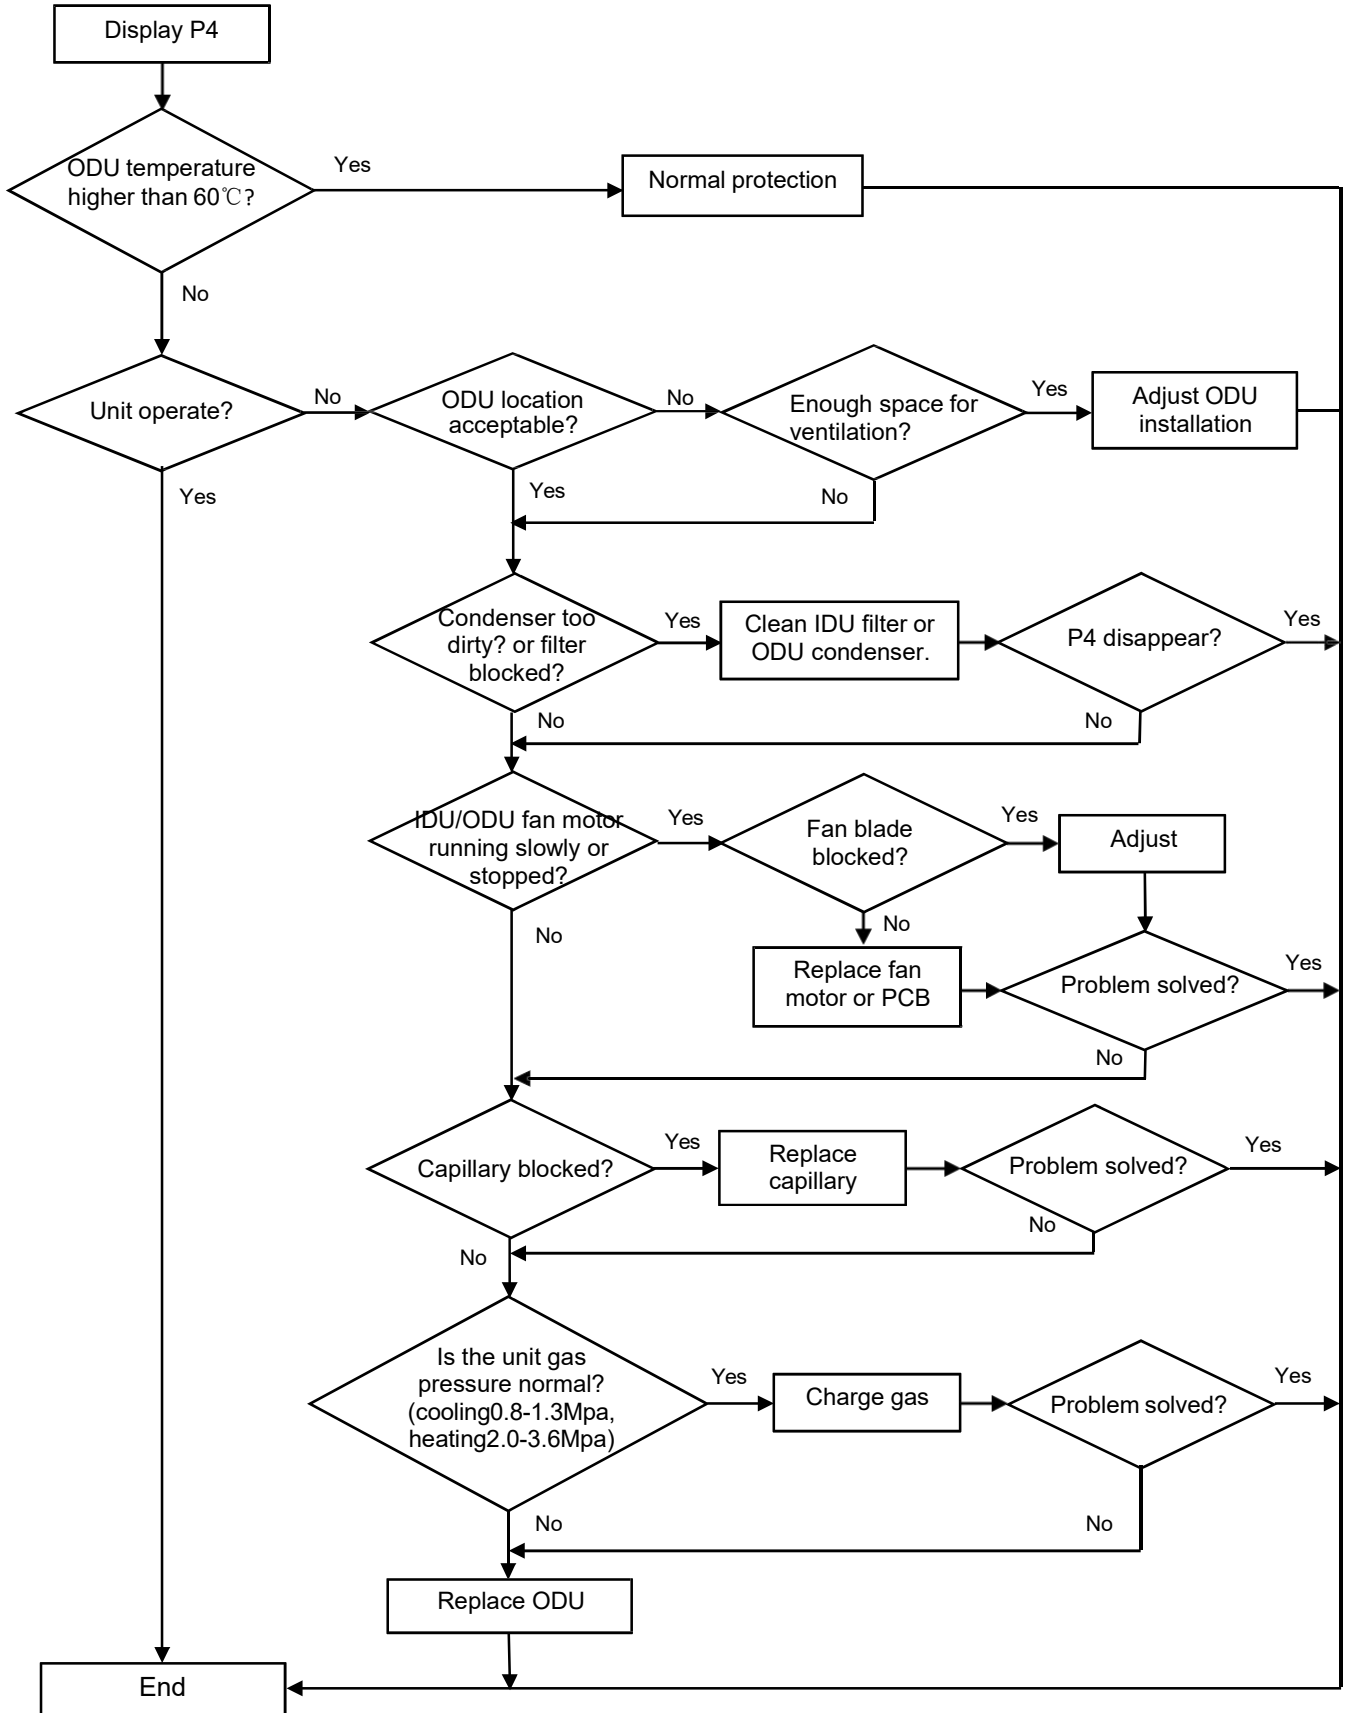 Display P4
ODU temperature
higher than 60℃?
Yes
Normal protection
No
Unit operate?
No
ODU location
acceptable?
No
Enough space for
ventilation?
Yes
Adjust ODU
installation
Yes
Yes
No
Condenser too
dirty? or filter
blocked?
Yes
Clean IDU filter or
ODU condenser.
P4 disappear?
Yes
No
No
IDU/ODU fan motor
running slowly or
stopped?
Yes
Fan blade
blocked?
Yes
Adjust
No
No
Replace fan
motor or PCB
Problem solved?
Yes
No
Capillary blocked?
Yes
Replace
capillary
Problem solved?
Yes
No
No
Is the unit gas
pressure normal?
(cooling0.8-1.3Mpa,
heating2.0-3.6Mpa)
Yes
Charge gas
Problem solved?
Yes
No
No
Replace ODU
End